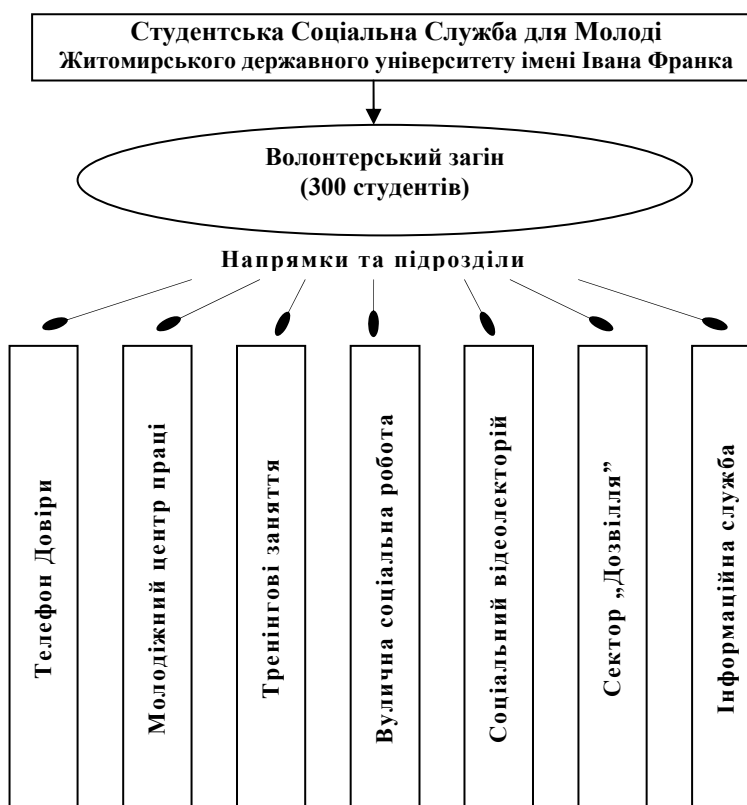 Студентська Соціальна Служба для Молоді
Житомирського державного університету імені Івана Франка
Волонтерський загін
(300 студентів)
Напрямки та підрозділи
Телефон Довіри
Молодіжний центр праці
Тренінгові заняття
Вулична соціальна робота
Соціальний відеолекторій
Сектор „Дозвілля”
Інформаційна служба